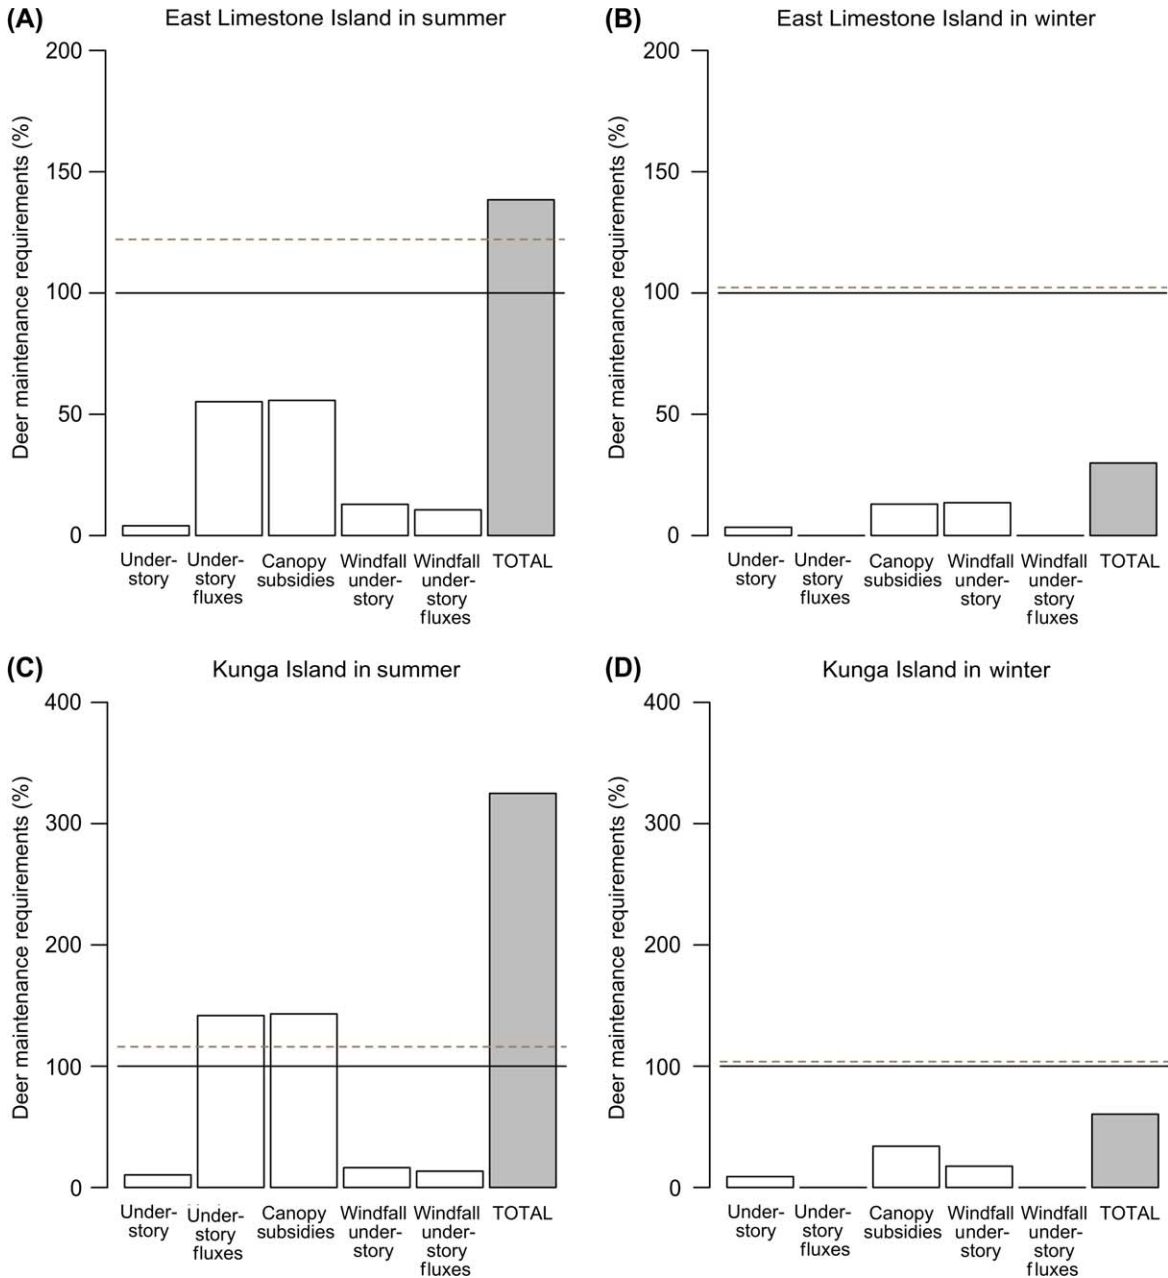 (A)
East Limestone Island in summer
Deer maintenance requirements (%)
200
150
100
50
0
Under-
story
Under-
story
fluxes
Canopy
subsidies
Windfall
under-
story
Windfall
under-
story
fluxes
TOTAL
(B)
East Limestone Island in winter
Deer maintenance requirements (%)
200
150
100
50
0
Under-
story
Under-
story
fluxes
Canopy
subsidies
Windfall
under-
story
Windfall
under-
story
fluxes
TOTAL
(C)
Kunga Island in summer
Deer maintenance requirements (%)
400
300
200
100
0
Under-
story
Under-
story
fluxes
Canopy
subsidies
Windfall
under-
story
Windfall
under-
story
fluxes
TOTAL
(D)
Kunga Island in winter
Deer maintenance requirements (%)
400
300
200
100
0
Under-
story
Under-
story
fluxes
Canopy
subsidies
Windfall
under-
story
Windfall
under-
story
fluxes
TOTAL